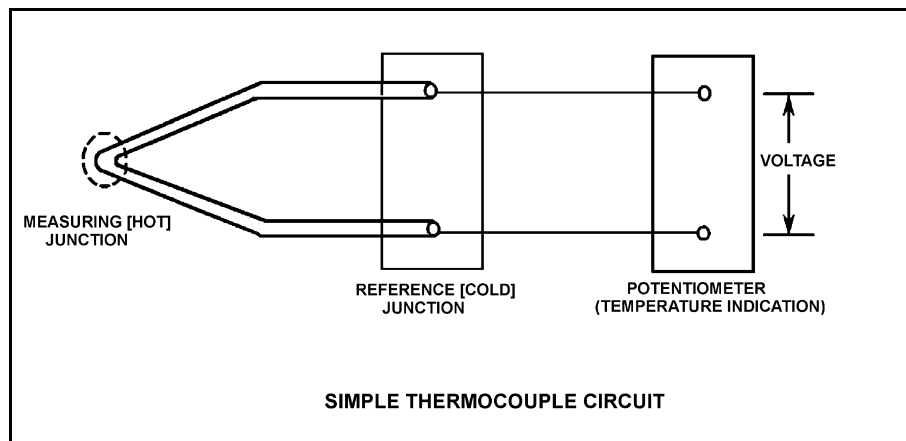 MEASURING [HOT]
JUNCTION
REFERENCE [COLD]
JUNCTION
VOLTAGE
POTENTIOMETER
(TEMPERATURE INDICATION)
SIMPLE THERMOCOUPLE CIRCUIT